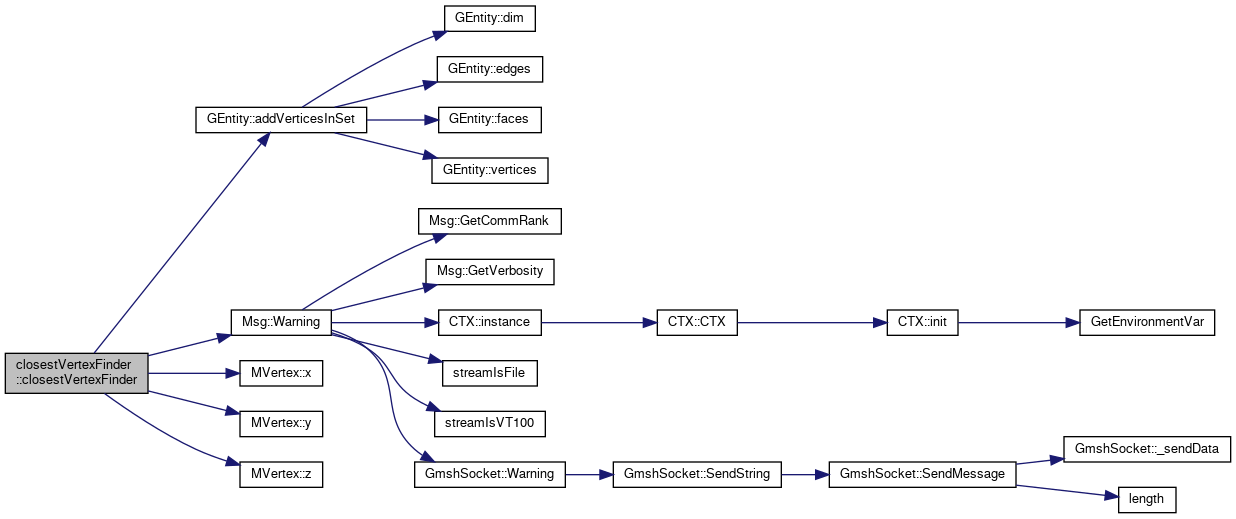 GEntity::dim
GEntity::edges
GEntity::addVerticesInSet
GEntity::faces
GEntity::vertices
Msg::GetCommRank
Msg::GetVerbosity
Msg::Warning
CTX::instance
CTX::CTX
CTX::init
GetEnvironmentVar
closestVertexFinder
::closestVertexFinder
MVertex::x
streamIsFile
MVertex::y
streamIsVT100
MVertex::z
GmshSocket::Warning
GmshSocket::SendString
GmshSocket::SendMessage
GmshSocket::_sendData
length